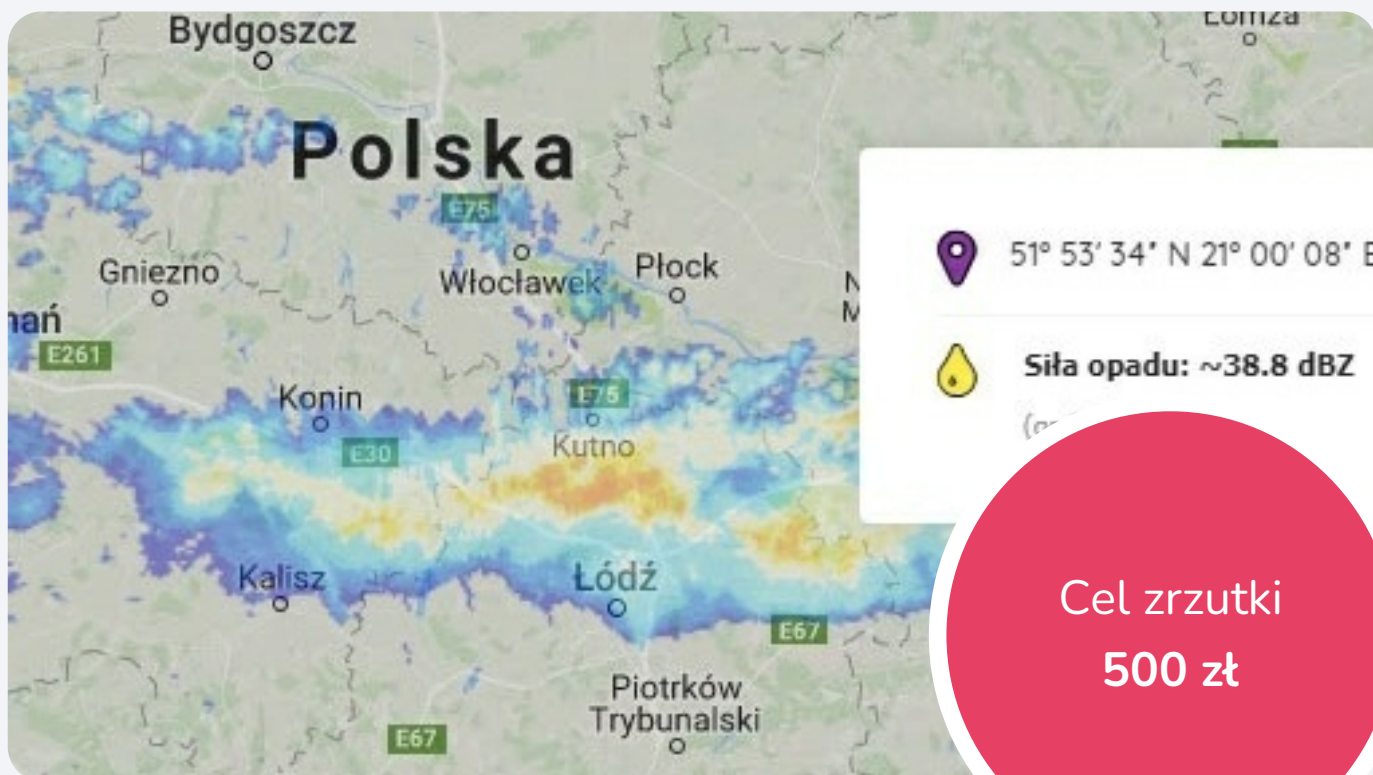 Bydgoszcz
Łomża
Polska
E75
Gniezno
Włocławek
Płock
51° 53' 34" N 21° 00' 08" E
E261
Siła opadu: ~38.8 dBZ
Konin
E75
Kutno
E30
Kalisz
Łódź
E67
Cel zrzutki
500 zł
Piotrków
Trybunalski
E67